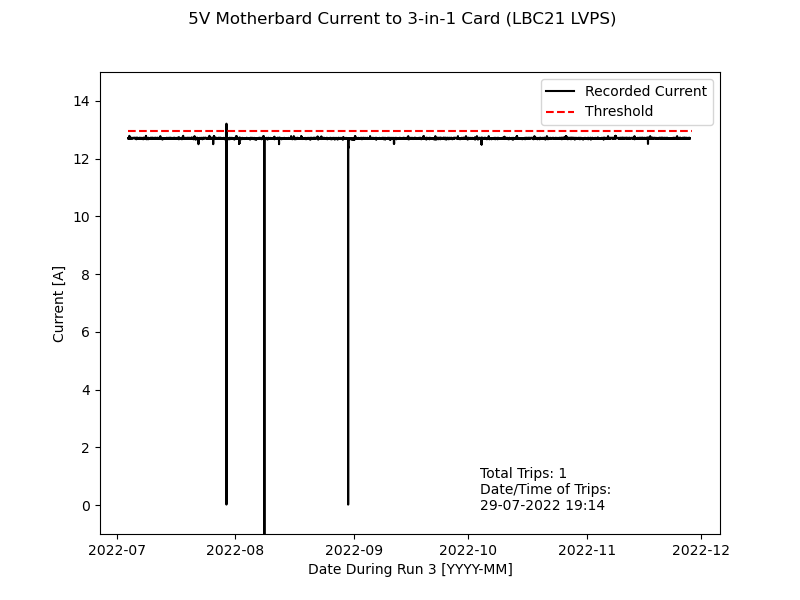 5V Motherbard Current to 3-in-1 Card (LBC21 LVPS)
Recorded Current
Threshold
14
12
10
8
6
4
2
0
Current [A]
Total Trips: 1
Date/Time of Trips:
29-07-2022 19:14
2022-07 2022-08 2022-09 2022-10 2022-11 2022-12
Date During Run 3 [YYYY-MM]